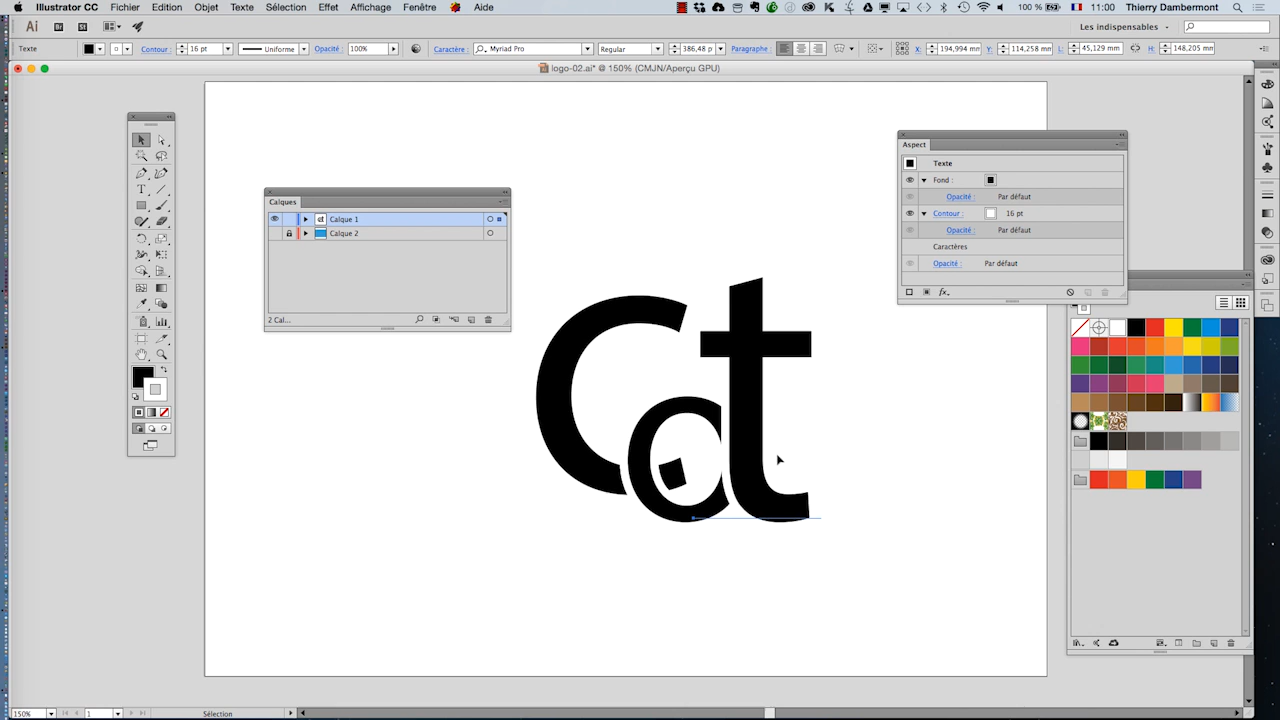 Illustrator CC Fichier Edition Objet Texte Sélection Effet Affichage Fenêtre Aide 100 % 11:00 Thierry Dambermont
Ai Br St Les indispensables
Texte Contour : 16 pt Uniforme Opacité : 100% Caractère : Myriad Pro Regular 386,48 p Paragraphe : X : 194,994 mm Y : 114,258 mm L : 45,129 mm H : 148,205 mm
logo-02.ai* @ 150% (CMJN/Aperçu GPU)
Aspect
Texte
Fond :
Opacité : Par défaut
Contour : 16 pt
Opacité : Par défaut
Caractères
Opacité : Par défaut
fx
Calques
Calque 1
Calque 2
2 Cal...
C a t
150% 1 Sélection